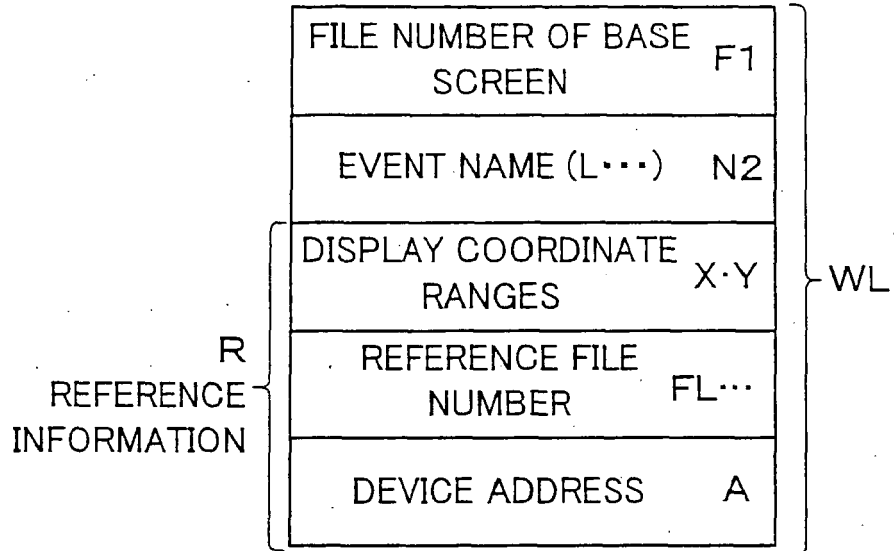 FILE NUMBER OF BASE SCREEN F1
EVENT NAME (L･･･) N2
DISPLAY COORDINATE RANGES X･Y
WL
R
REFERENCE INFORMATION
REFERENCE FILE NUMBER FL･･･
DEVICE ADDRESS A